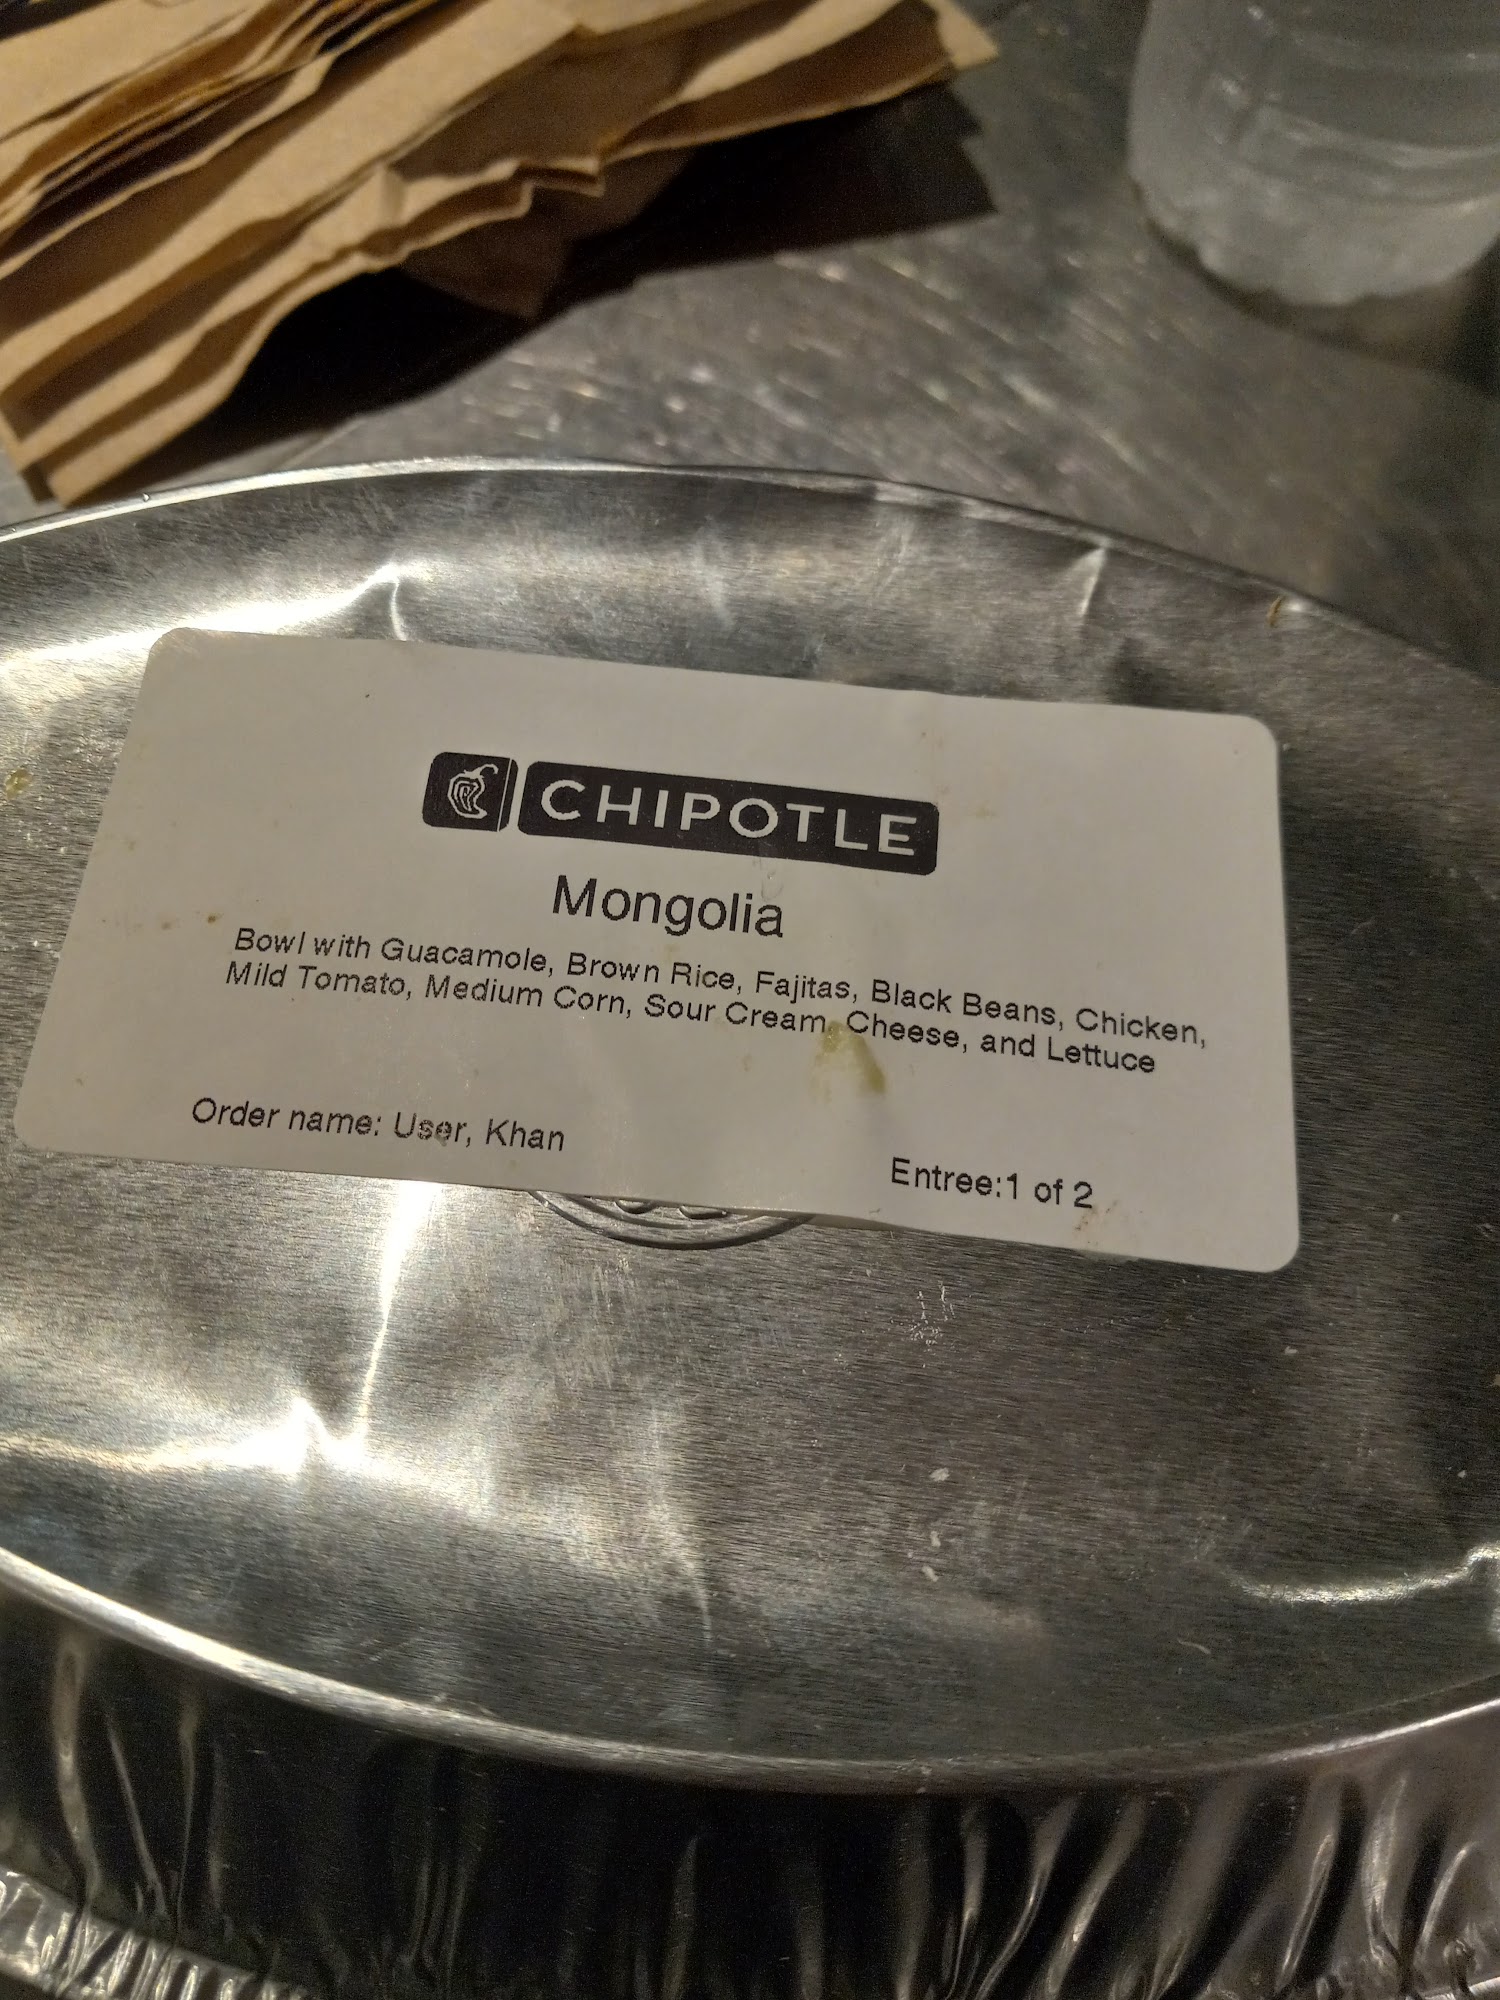 CHIPOTLE
Mongolia
Bowl with Guacamole, Brown Rice, Fajitas, Black Beans, Chicken,
Mild Tomato, Medium Corn, Sour Cream, Cheese, and Lettuce
Order name: User, Khan
Entree:1 of 2